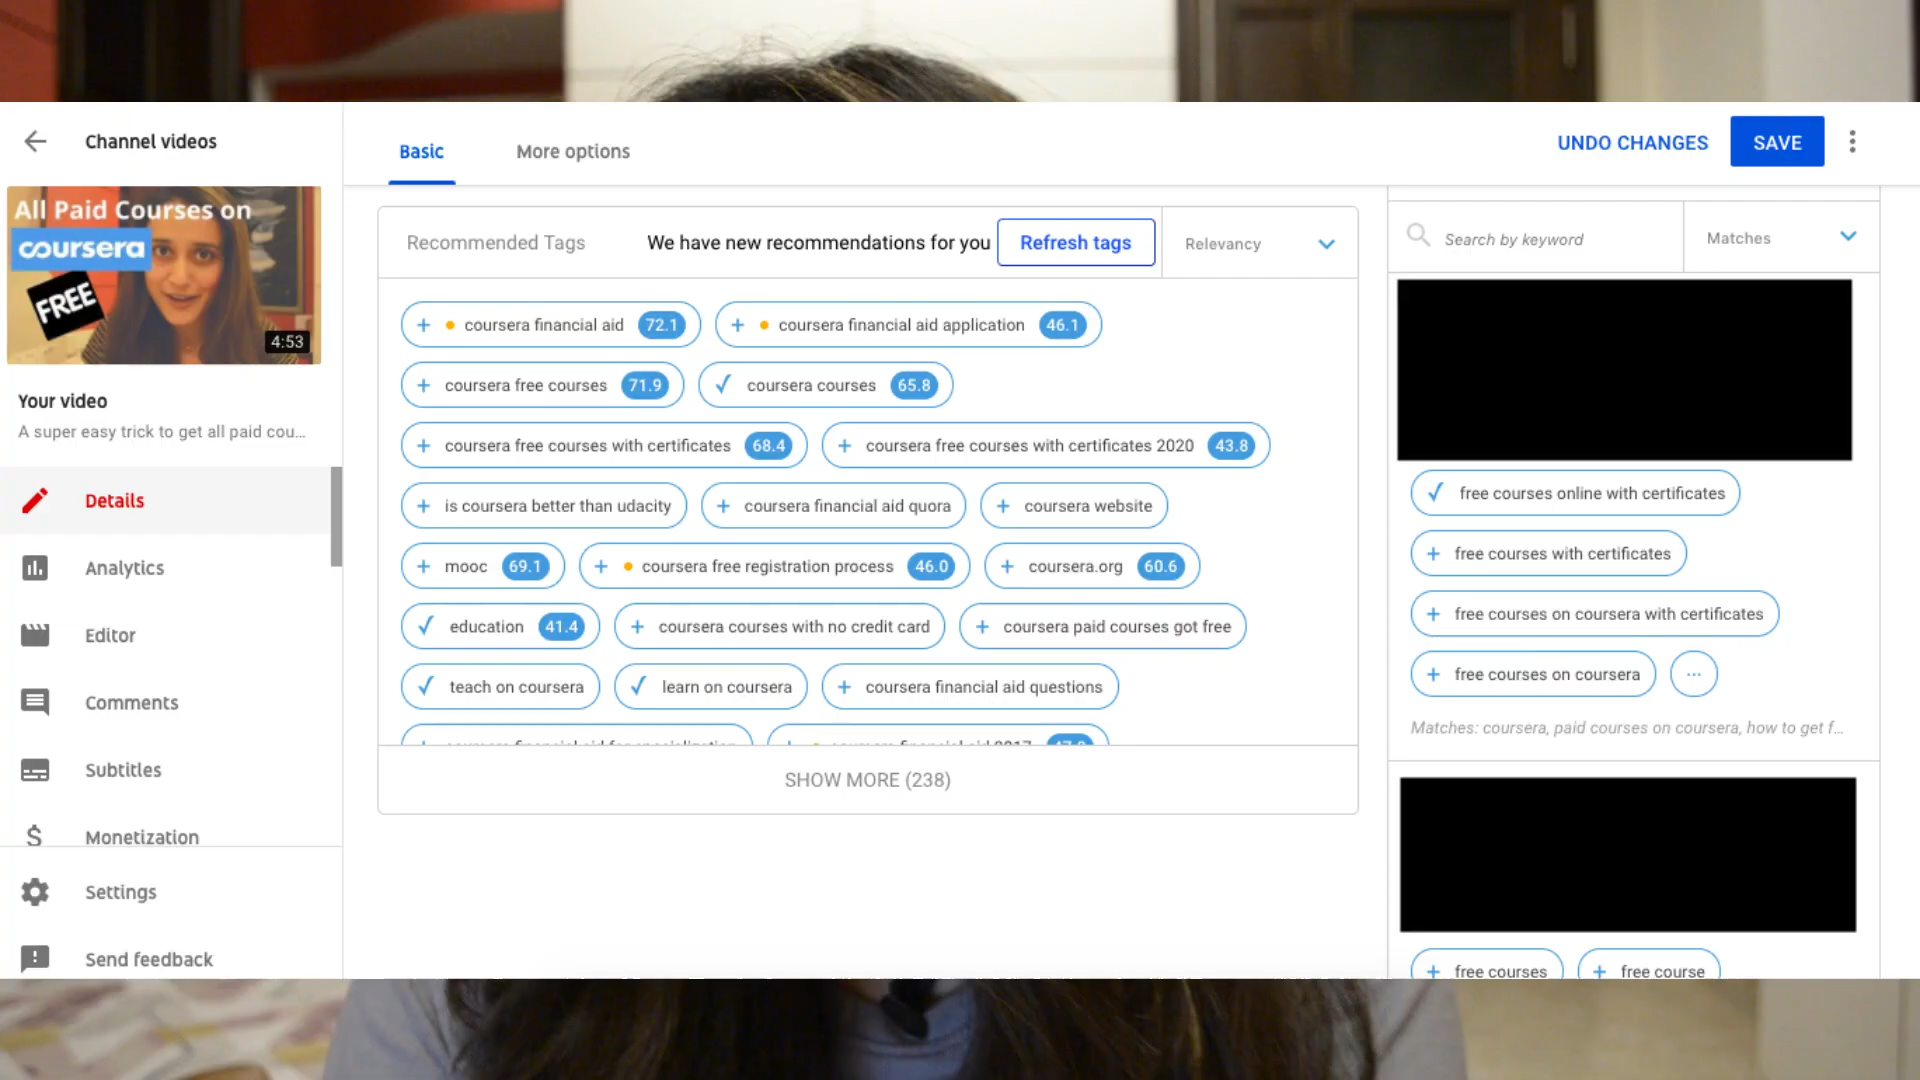 Channel videos
Basic
More options
UNDO CHANGES
SAVE
All Paid Courses on
coursera
FREE
4:53
Your video
A super easy trick to get all paid cou...
Details
Analytics
Editor
Comments
Subtitles
Monetization
Settings
Send feedback
Recommended Tags
We have new recommendations for you
Refresh tags
Relevancy
coursera financial aid 72.1
coursera financial aid application 46.1
coursera free courses 71.9
coursera courses 65.8
coursera free courses with certificates 68.4
coursera free courses with certificates 2020 43.8
is coursera better than udacity
coursera financial aid quora
coursera website
mooc 69.1
coursera free registration process 46.0
coursera.org 60.6
education 41.4
coursera courses with no credit card
coursera paid courses got free
teach on coursera
learn on coursera
coursera financial aid questions
SHOW MORE (238)
Search by keyword
Matches
free courses online with certificates
free courses with certificates
free courses on coursera with certificates
free courses on coursera
...
Matches: coursera, paid courses on coursera, how to get f...
free courses
free course